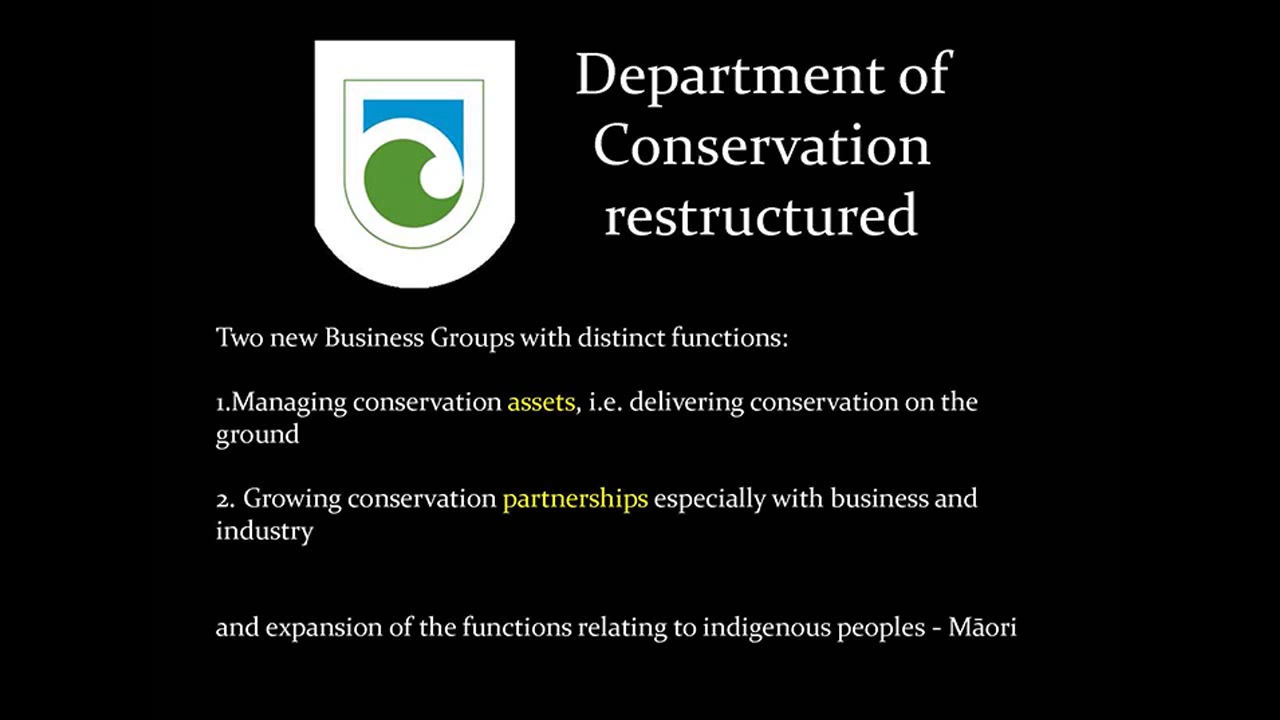 Department of
Conservation
restructured
Two new Business Groups with distinct functions:
1.Managing conservation assets, i.e. delivering conservation on the
ground
2. Growing conservation partnerships especially with business and
industry
and expansion of the functions relating to indigenous peoples - Māori